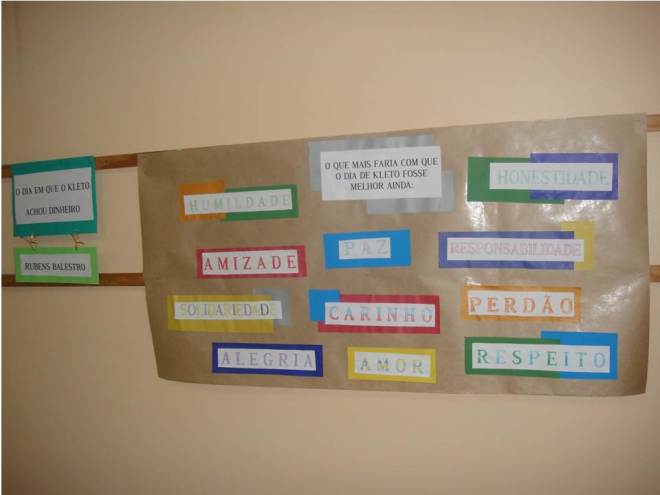 O DIA EM QUE O KLETO
ACHOU DINHEIRO
RUBENS BALESTRO
O QUE MAIS FARIA COM QUE
O DIA DE KLETO FOSSE
MELHOR AINDA:
HUMILDADE
HONESTIDADE
AMIZADE
PAZ
RESPONSABILIDADE
SOLIDARIEDADE
CARINHO
PERDÃO
ALEGRIA
AMOR
RESPEITO